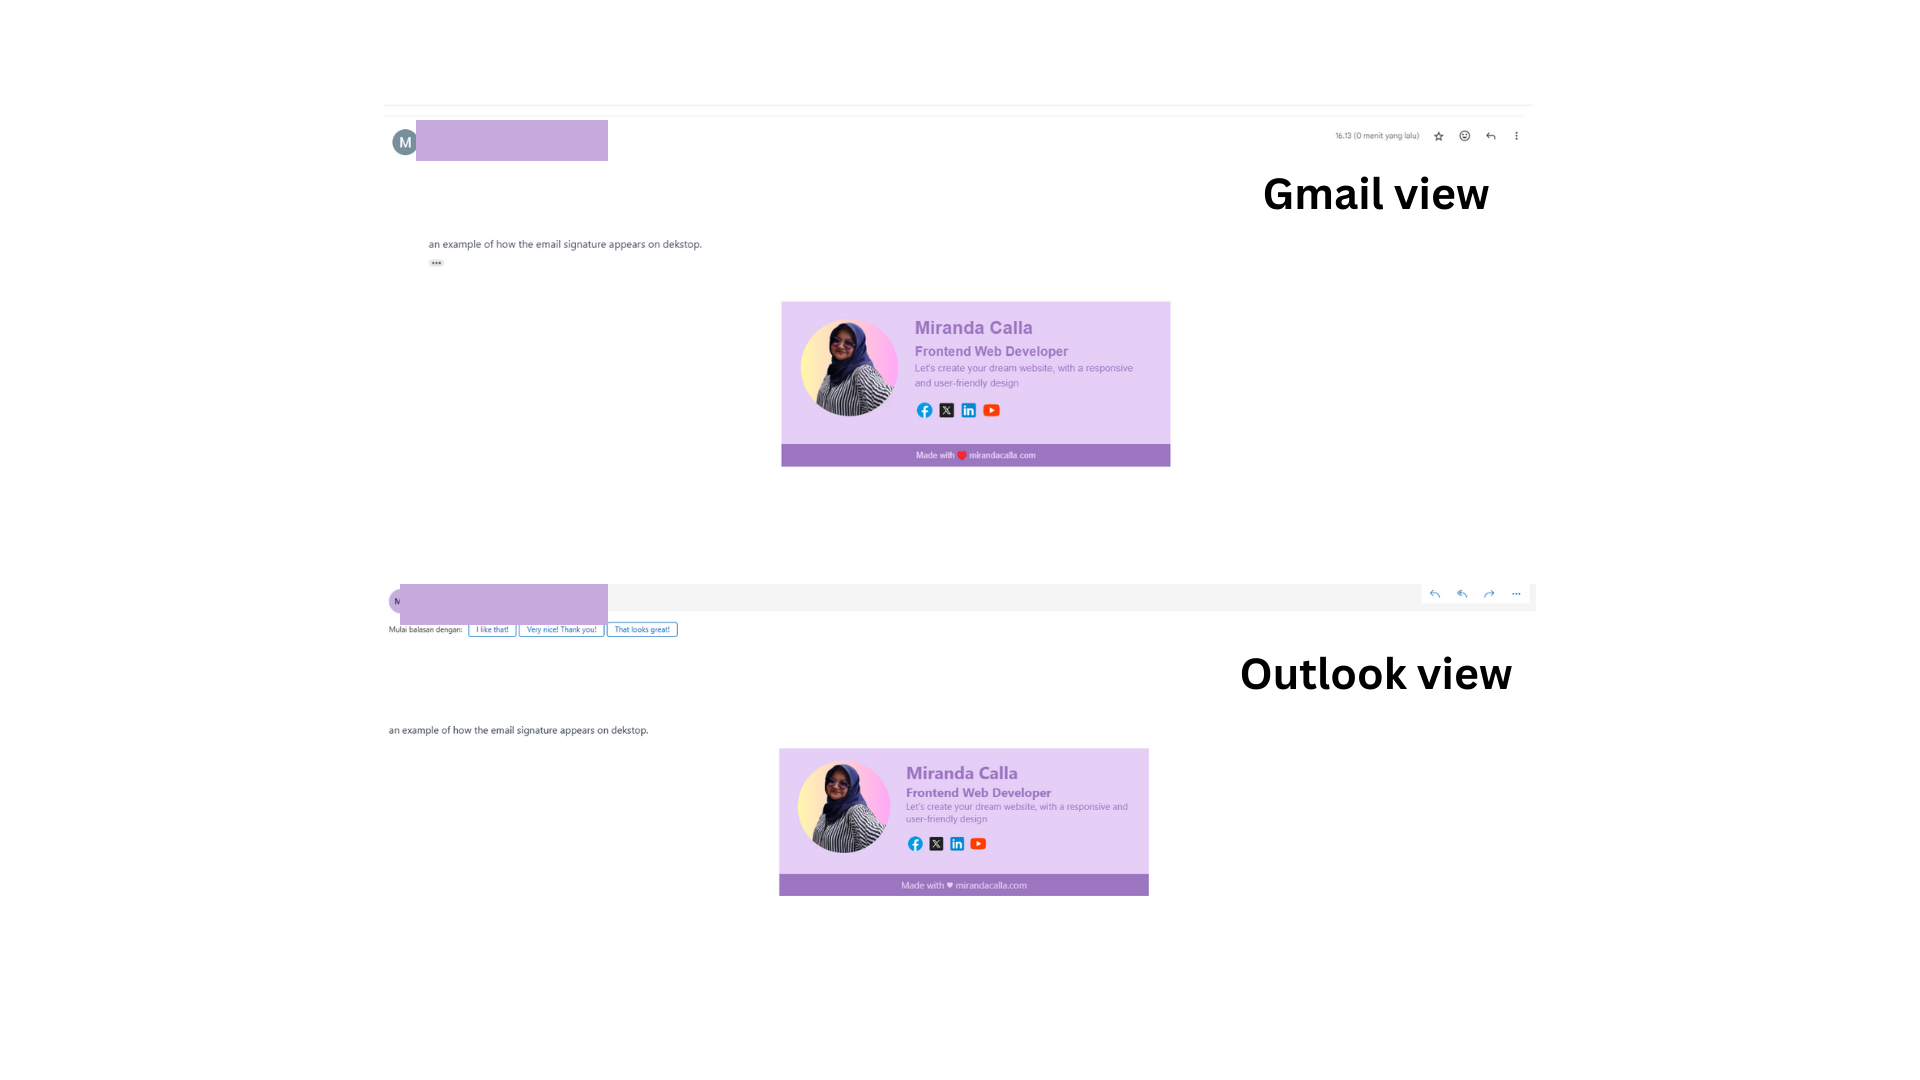 M
16.13 (0 menit yang lalu)
Gmail view
an example of how the email signature appears on dekstop.
Miranda Calla
Frontend Web Developer
Let's create your dream website, with a responsive
and user-friendly design
Made with ❤ mirandacalla.com
M
Mulai balasan dengan: I like that! Very nice! Thank you! That looks great!
Outlook view
an example of how the email signature appears on dekstop.
Miranda Calla
Frontend Web Developer
Let's create your dream website, with a responsive and
user-friendly design
Made with ♥ mirandacalla.com